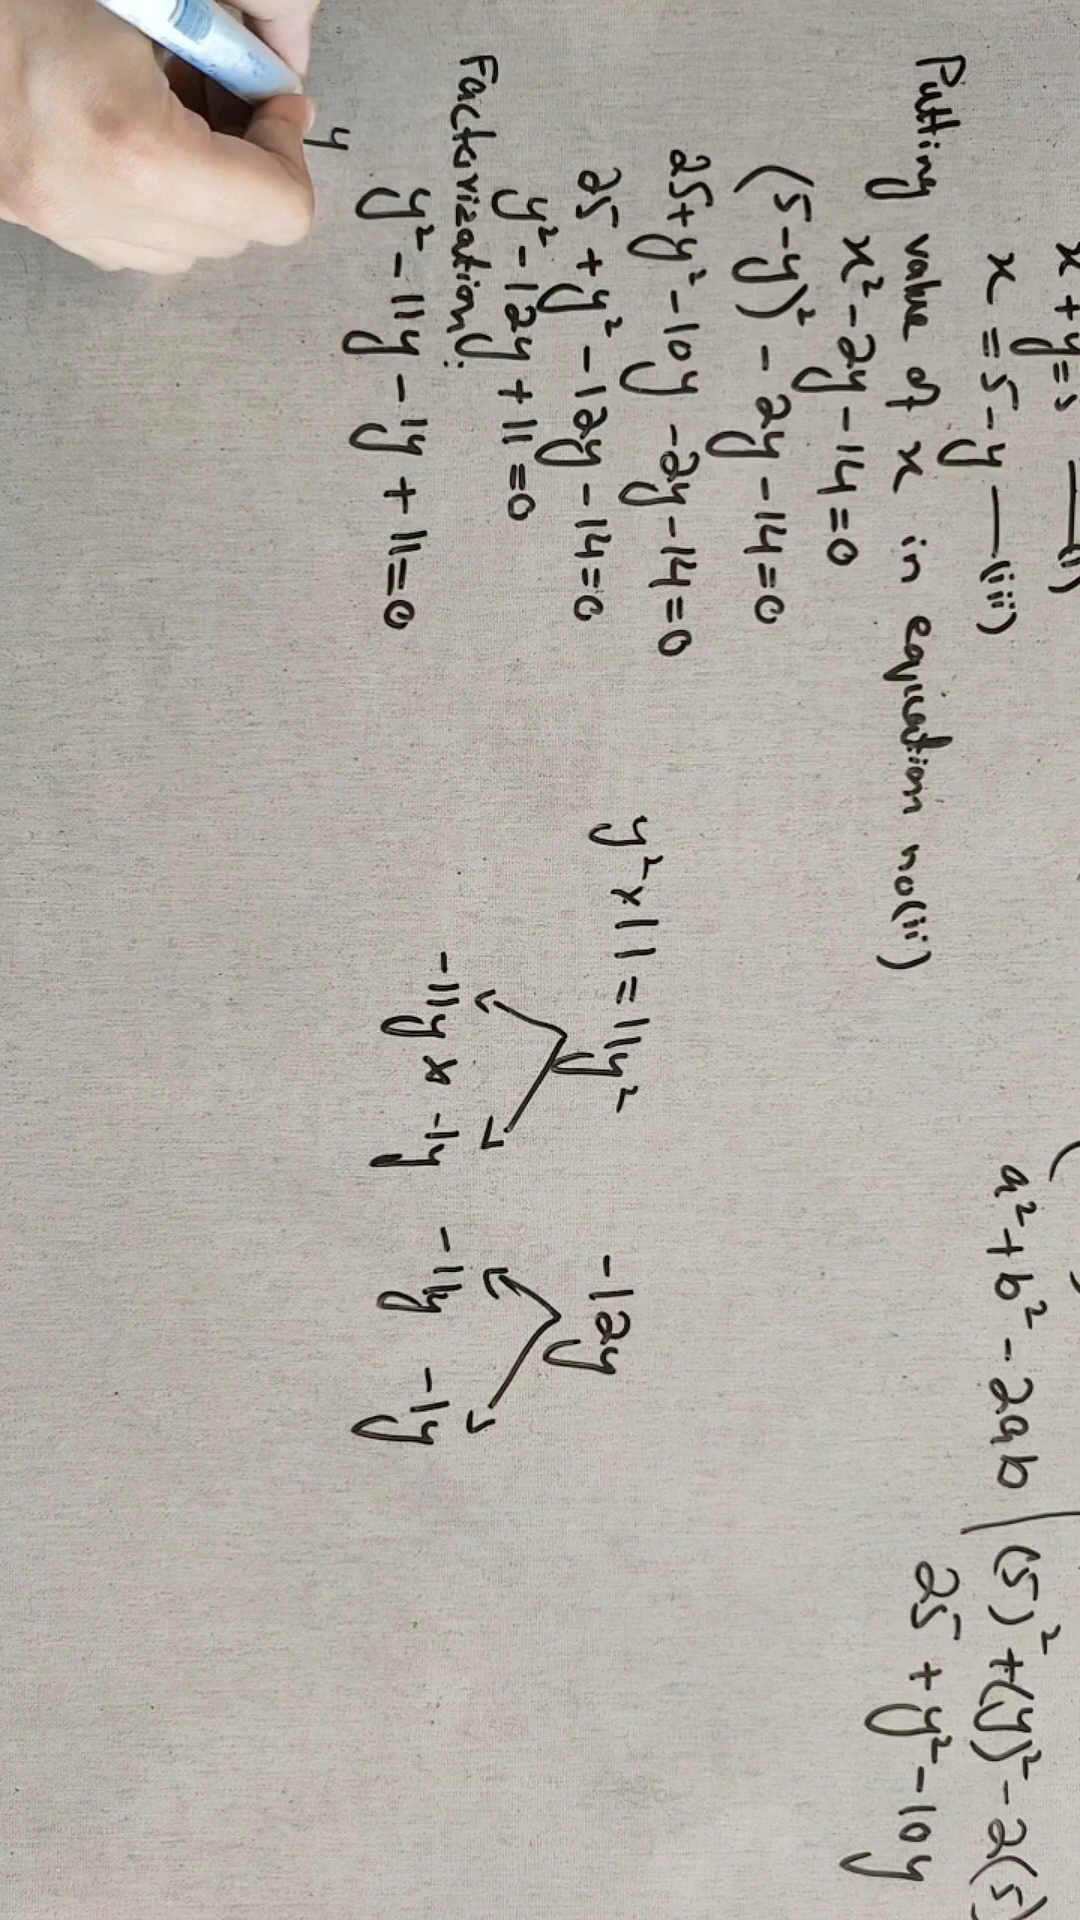 x + y = 5 —(i)
x = 5 - y —(iii)
Putting value of x in equation no(ii)
x² - 2y - 14 = 0
(5 - y)² - 2y - 14 = 0
25 + y² - 10y - 2y - 14 = 0
25 + y² - 12y - 14 = 0
y² - 12y + 11 = 0
Factorization:
y² - 11y - 1y + 11 = 0
y
y² x 11 = 11y²
-11y x -1y
-12y
-11y -1y
a² + b² - 2ab
(5)² + (y)² - 2(5)
25 + y² - 10y